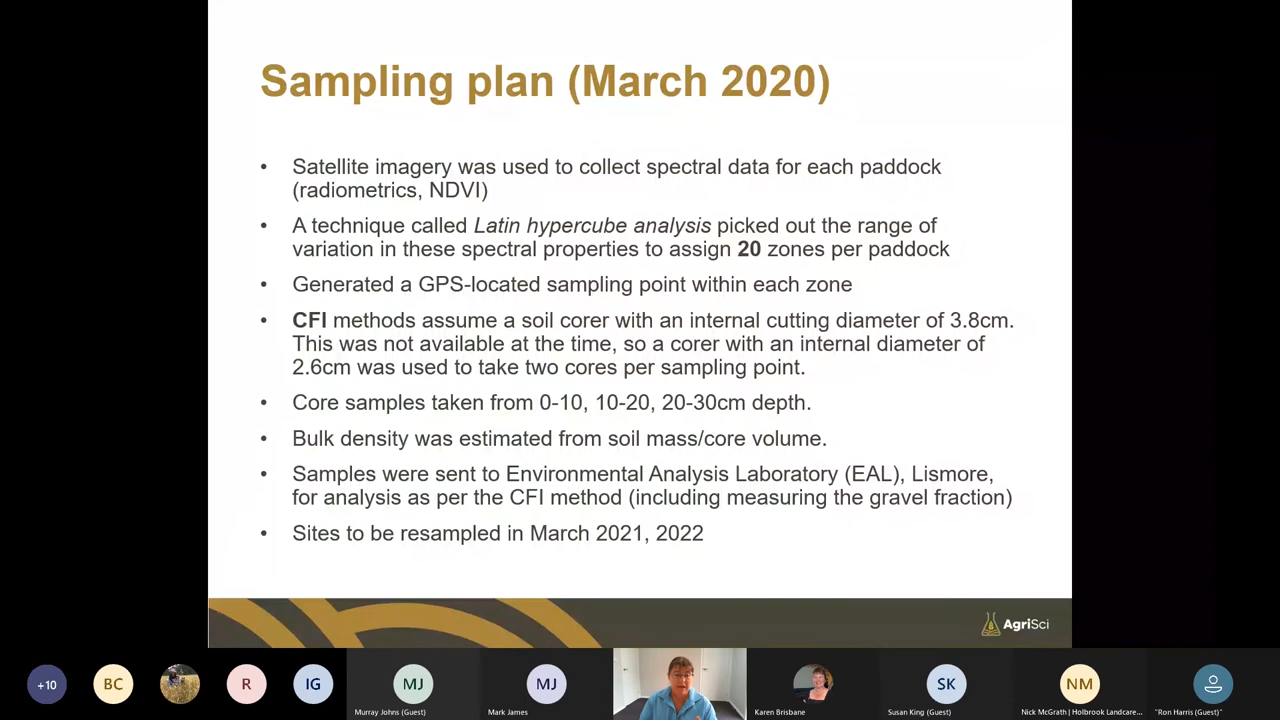 Sampling plan (March 2020)
• Satellite imagery was used to collect spectral data for each paddock
(radiometrics, NDVI)
• A technique called Latin hypercube analysis picked out the range of
variation in these spectral properties to assign 20 zones per paddock
• Generated a GPS-located sampling point within each zone
• CFI methods assume a soil corer with an internal cutting diameter of 3.8cm.
This was not available at the time, so a corer with an internal diameter of
2.6cm was used to take two cores per sampling point.
• Core samples taken from 0-10, 10-20, 20-30cm depth.
• Bulk density was estimated from soil mass/core volume.
• Samples were sent to Environmental Analysis Laboratory (EAL), Lismore,
for analysis as per the CFI method (including measuring the gravel fraction)
• Sites to be resampled in March 2021, 2022
AgriSci
+10
BC
R
IG
MJ
Murray Johns (Guest)
MJ
Mark James
Karen Brisbane
SK
Susan King (Guest)
NM
Nick McGrath | Holbrook Landcare...
"Ron Harris (Guest)"